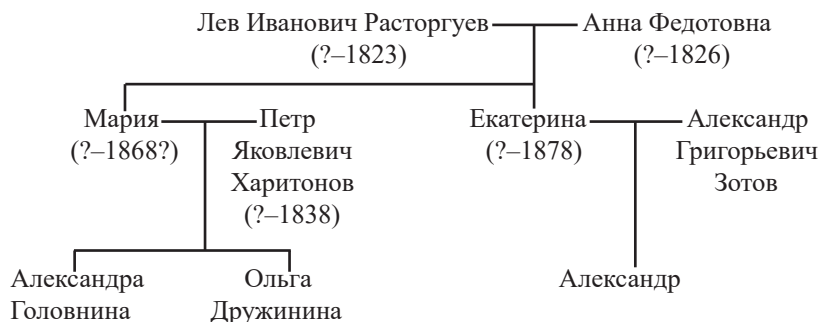 Лев Иванович Расторгуев Анна Федотовна
(?–1823) (?–1826)
Мария Петр Екатерина Александр
(?–1868?) Яковлевич (?–1878) Григорьевич
Харитонов Зотов
(?–1838)
Александра Ольга Александр
Головнина Дружинина